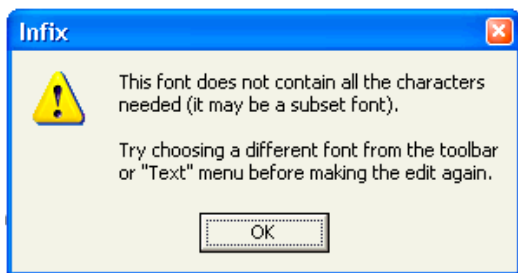 Infix
This font does not contain all the characters
needed (it may be a subset font).
Try choosing a different font from the toolbar
or "Text" menu before making the edit again.
OK